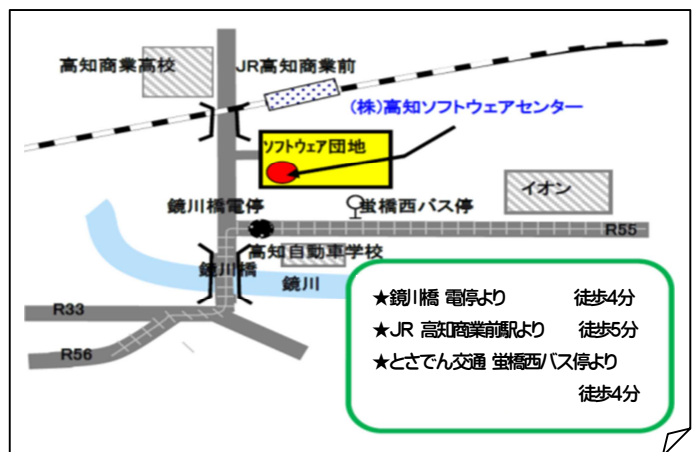 高知商業高校
JR高知商業前
(株)高知ソフトウェアセンター
ソフトウェア団地
イオン
鏡川橋電停
蛍橋西バス停
R55
高知自動車学校
鏡川橋
鏡川
R33
R56
★鏡川橋 電停より 徒歩4分
★JR 高知商業前駅より 徒歩5分
★とさでん交通 蛍橋西バス停より
徒歩4分